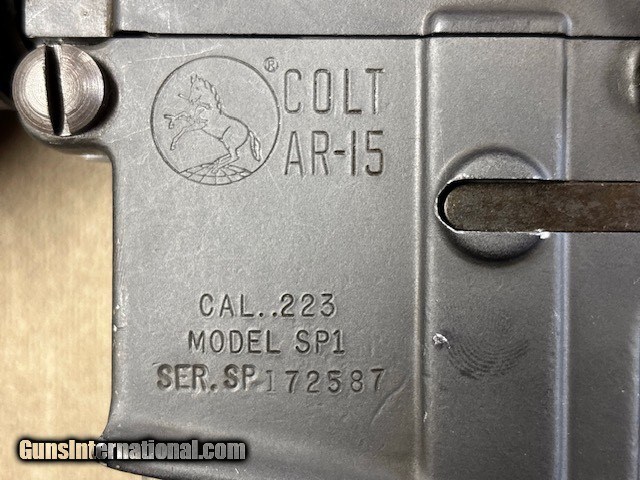 ®
COLT
AR-15
CAL..223
MODEL SP1
SER.SP172587
GunsInternational.com